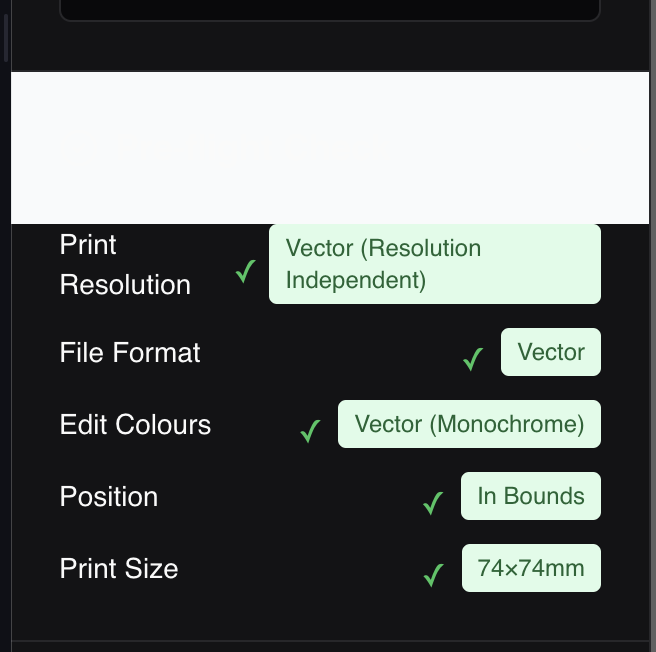 Print
Resolution
✓ Vector (Resolution
Independent)
File Format ✓ Vector
Edit Colours ✓ Vector (Monochrome)
Position ✓ In Bounds
Print Size ✓ 74×74mm